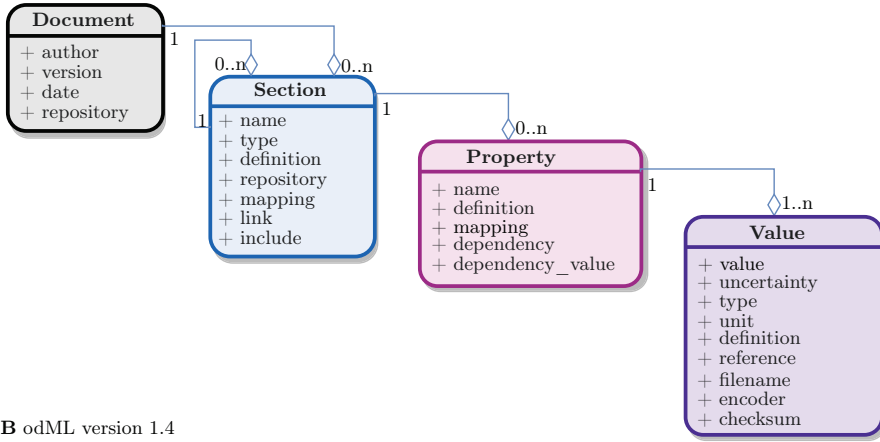 Document
+ author
+ version
+ date
+ repository
1
0..n
0..n
1
Section
+ name
+ type
+ definition
+ repository
+ mapping
+ link
+ include
1
0..n
Property
+ name
+ definition
+ mapping
+ dependency
+ dependency_value
1
1..n
Value
+ value
+ uncertainty
+ type
+ unit
+ definition
+ reference
+ filename
+ encoder
+ checksum
B odML version 1.4